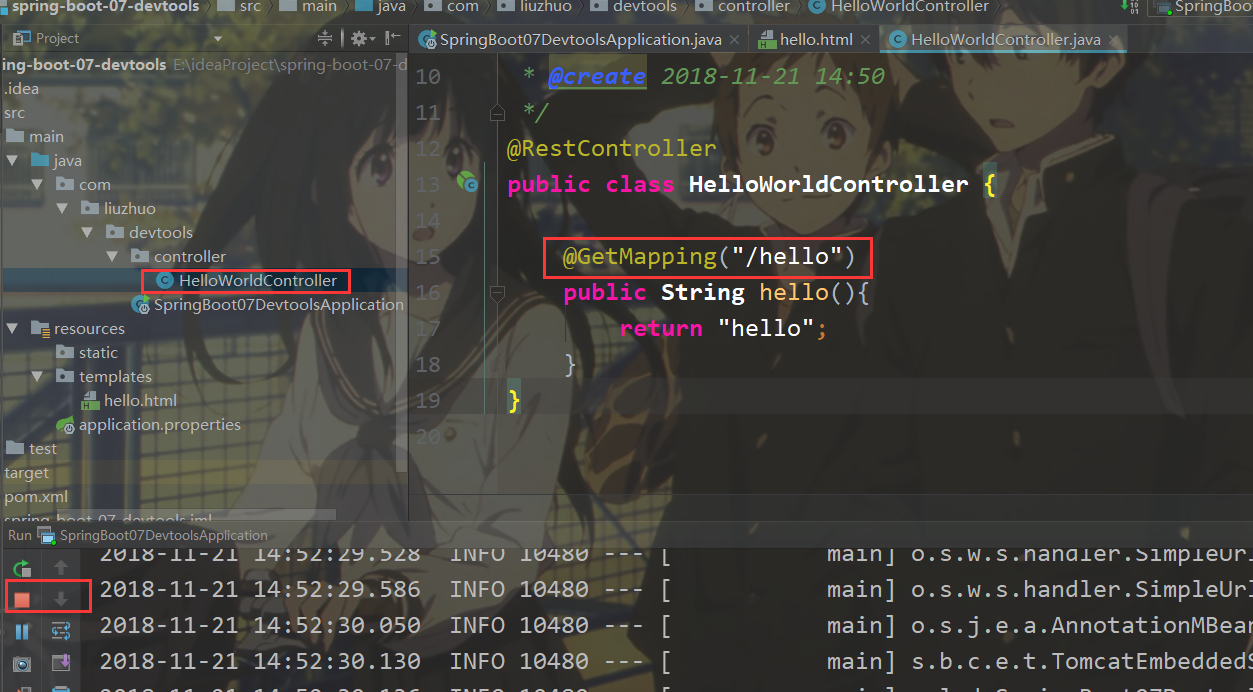 spring-boot-07-devtools src main java com liuzhuo devtools controller HelloWorldController SpringBoo
Project
SpringBoot07DevtoolsApplication.java hello.html HelloWorldController.java
ing-boot-07-devtools E:\ideaProject\spring-boot-07-d
.idea
src
main
java
com
liuzhuo
devtools
controller
HelloWorldController
SpringBoot07DevtoolsApplication
resources
static
templates
hello.html
application.properties
test
target
pom.xml
spring-boot-07-devtools.iml
10 * @create 2018-11-21 14:50
11 */
12 @RestController
13 public class HelloWorldController {
14
15 @GetMapping("/hello")
16 public String hello(){
17 return "hello";
18 }
19 }
20
Run SpringBoot07DevtoolsApplication
2018-11-21 14:52:29.528 INFO 10480 --- [ main] o.s.w.s.handler.SimpleUrl
2018-11-21 14:52:29.586 INFO 10480 --- [ main] o.s.w.s.handler.SimpleUrl
2018-11-21 14:52:30.050 INFO 10480 --- [ main] o.s.j.e.a.AnnotationMBear
2018-11-21 14:52:30.130 INFO 10480 --- [ main] s.b.c.e.t.TomcatEmbeddedS